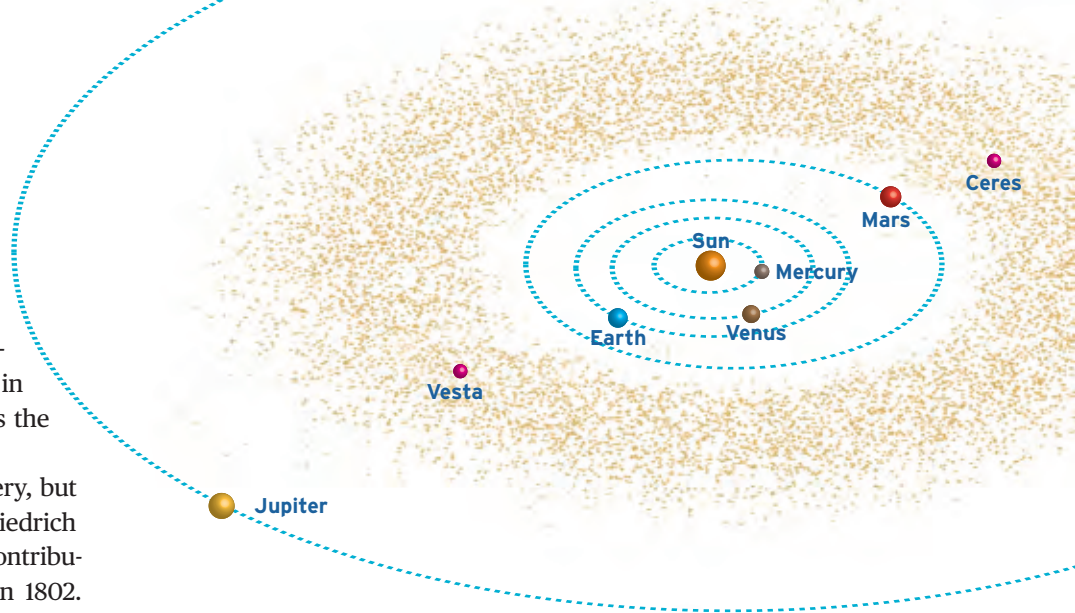 Sun
Ceres
Mars
Mercury
Earth
Venus
Vesta
Jupiter
in
s the
ery, but
iedrich
ontribu-
n 1802.